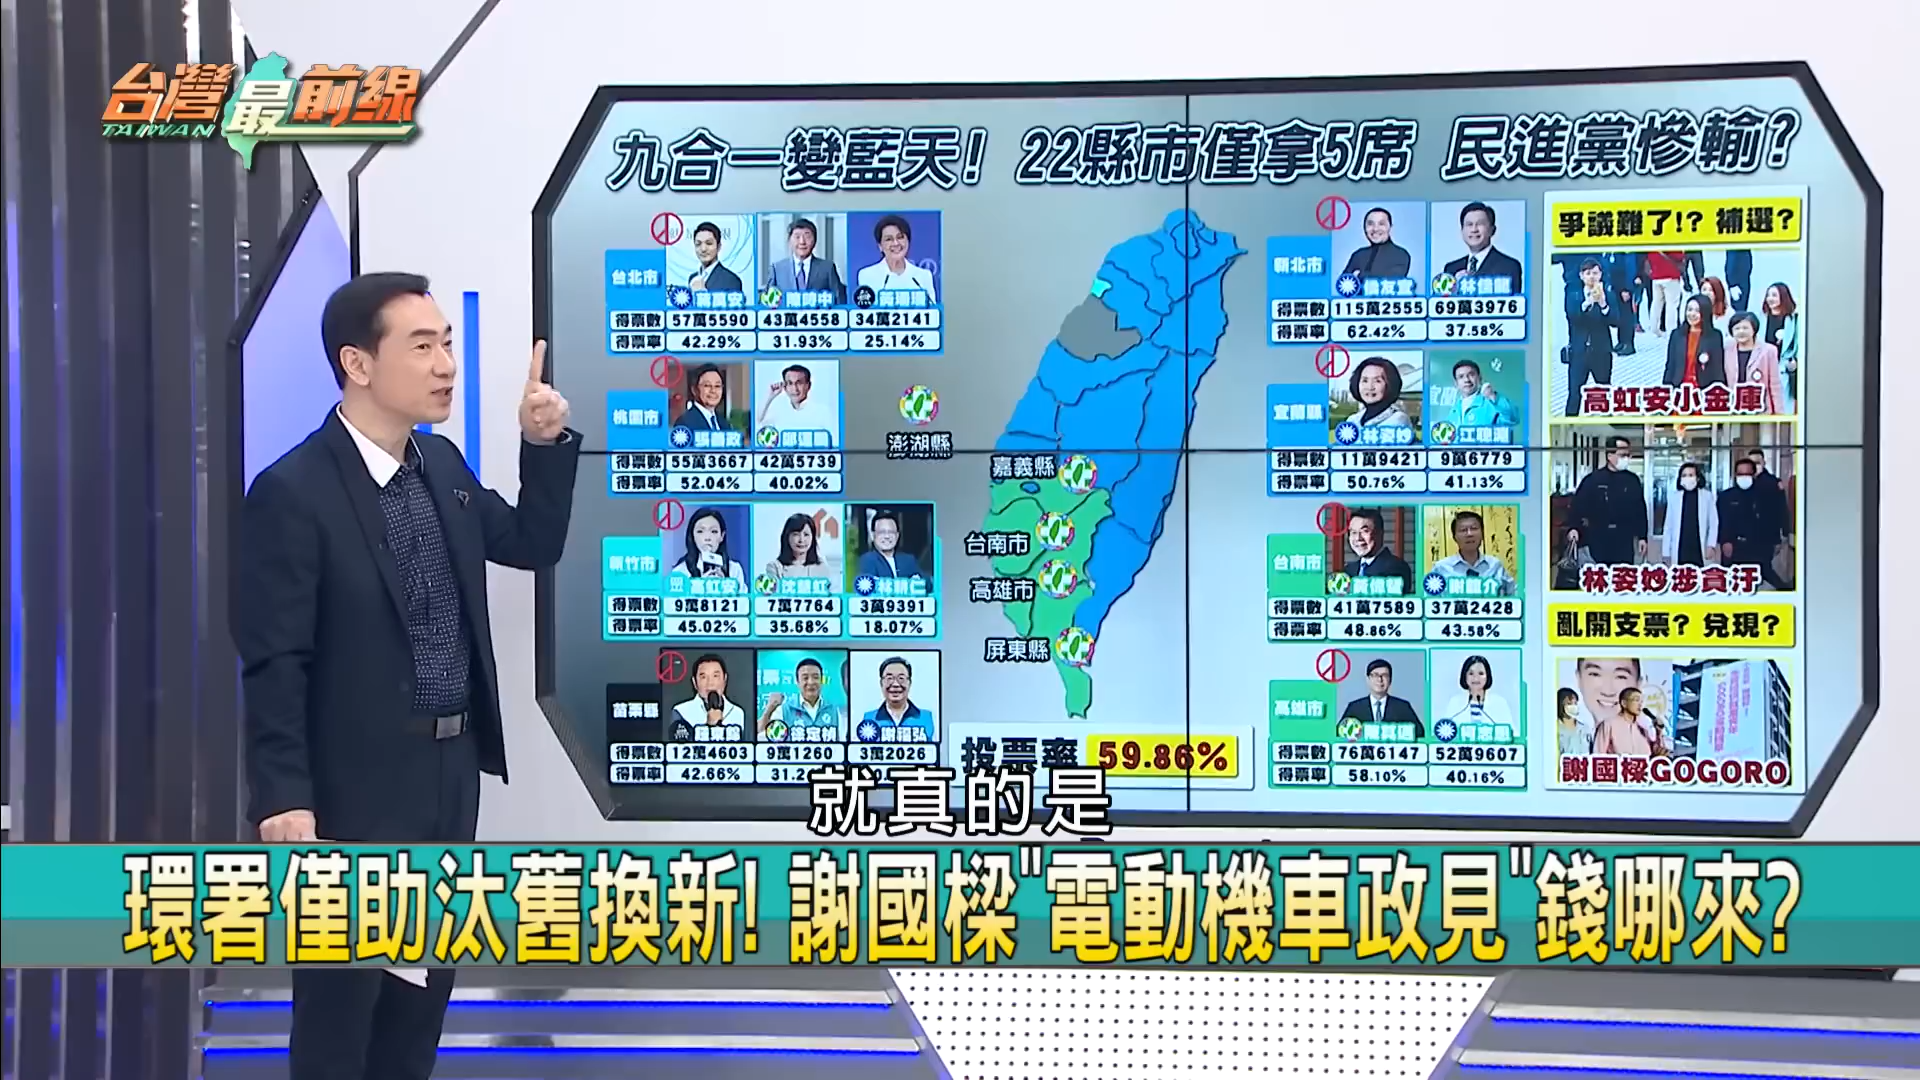 台灣最前線
TAIWAN
九合一變藍天! 22縣市僅拿5席 民進黨慘輸?
台北市
蔣萬安 陳時中 黃珊珊
得票數 57萬5590 43萬4558 34萬2141
得票率 42.29% 31.93% 25.14%
桃園市
張善政 鄭運鵬
得票數 55萬3667 42萬5739
得票率 52.04% 40.02%
新竹市
高虹安 沈慧虹 林耕仁
得票數 9萬8121 7萬7764 3萬9391
得票率 45.02% 35.68% 18.07%
苗栗縣
鍾東錦 徐定禎 謝福弘
得票數 12萬4603 9萬1260 3萬2026
得票率 42.66%
澎湖縣
嘉義縣
台南市
高雄市
屏東縣
投票率 59.86%
新北市
侯友宜 林佳龍
得票數 115萬2555 69萬3976
得票率 62.42% 37.58%
宜蘭縣
林姿妙 江聰淵
得票數 11萬9421 9萬6779
得票率 50.76% 41.13%
台南市
黃偉哲 謝龍介
得票數 41萬7589 37萬2428
得票率 48.86% 43.58%
高雄市
陳其邁 柯志恩
得票數 76萬6147 52萬9607
得票率 58.10% 40.16%
爭議難了!? 補選?
高虹安小金庫
林姿妙涉貪汙
亂開支票? 兌現?
謝國樑GOGORO
就真的是
環署僅助汰舊換新! 謝國樑"電動機車政見"錢哪來?